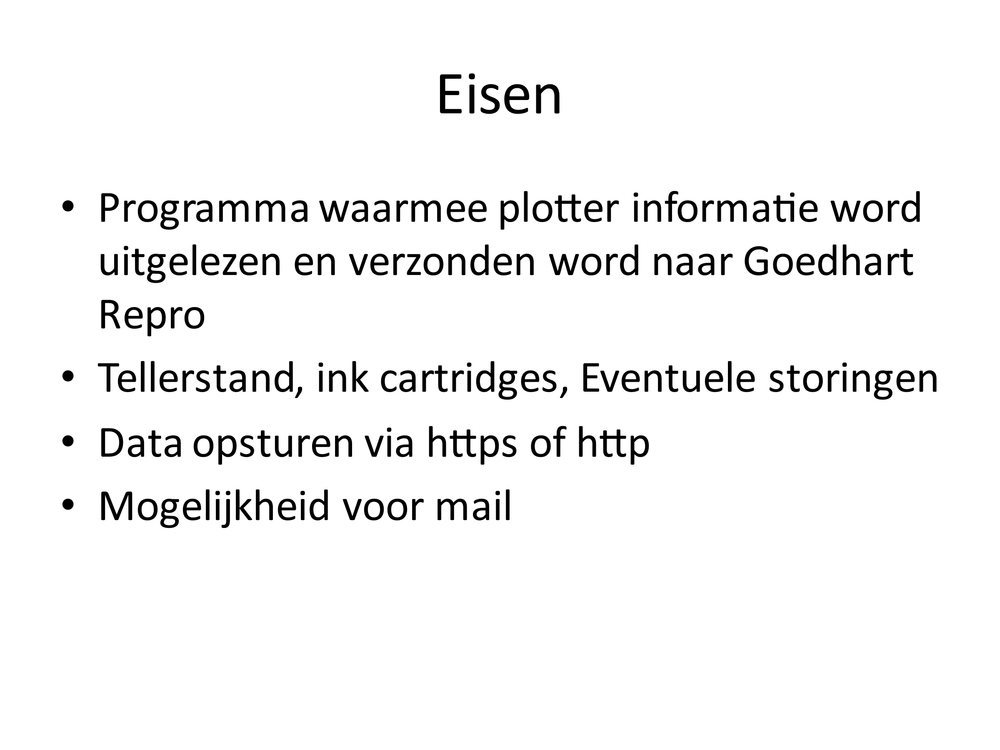 Eisen
• Programma waarmee plotter informatie word
uitgelezen en verzonden word naar Goedhart
Repro
• Tellerstand, ink cartridges, Eventuele storingen
• Data opsturen via https of http
• Mogelijkheid voor mail